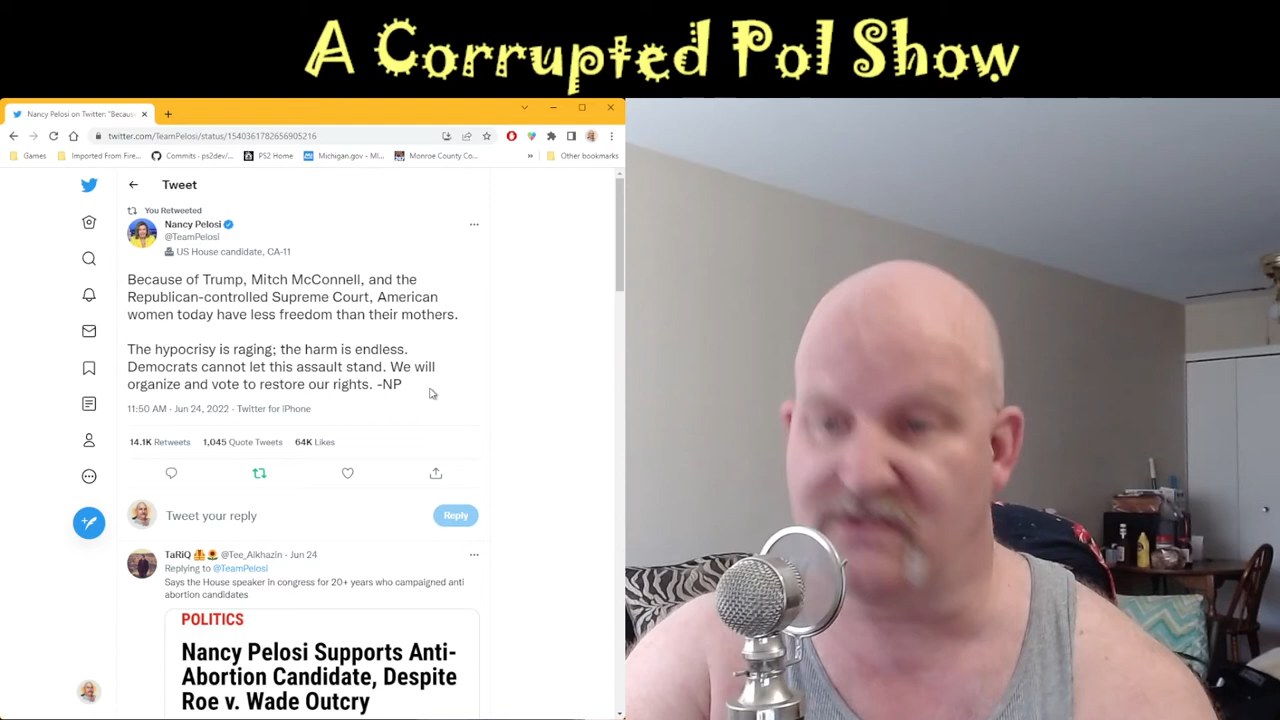 A Corrupted Pol Show
Nancy Pelosi on Twitter: "Becaus
twitter.com/TeamPelosi/status/1540361782656905216
Games Imported From Fire... Commits · ps2dev/... PS2 Home Michigan.gov - MI... Monroe County Co... » Other bookmarks
Tweet
You Retweeted
Nancy Pelosi
@TeamPelosi
US House candidate, CA-11
Because of Trump, Mitch McConnell, and the
Republican-controlled Supreme Court, American
women today have less freedom than their mothers.
The hypocrisy is raging; the harm is endless.
Democrats cannot let this assault stand. We will
organize and vote to restore our rights. -NP
11:50 AM · Jun 24, 2022 · Twitter for iPhone
14.1K Retweets 1,045 Quote Tweets 64K Likes
Tweet your reply Reply
TaRiQ @Tee_Alkhazin · Jun 24
Replying to @TeamPelosi
Says the House speaker in congress for 20+ years who campaigned anti
abortion candidates
POLITICS
Nancy Pelosi Supports Anti-
Abortion Candidate, Despite
Roe v. Wade Outcry